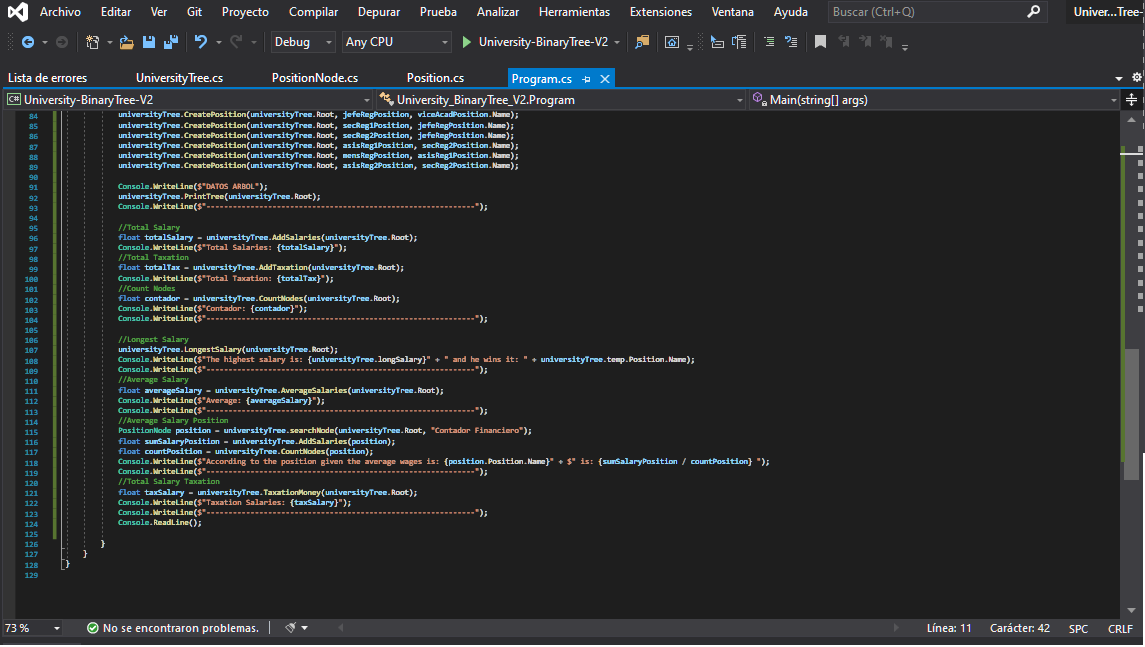 Archivo Editar Ver Git Proyecto Compilar Depurar Prueba Analizar Herramientas Extensiones Ventana Ayuda Buscar (Ctrl+Q) Univer...Tree-
Debug Any CPU University-BinaryTree-V2
Lista de errores UniversityTree.cs PositionNode.cs Position.cs Program.cs
C# University-BinaryTree-V2 University_BinaryTree_V2.Program Main(string[] args)
84 universityTree.CreatePosition(universityTree.Root, jefeRegPosition, viceAcadPosition.Name);
85 universityTree.CreatePosition(universityTree.Root, secReg1Position, jefeRegPosition.Name);
86 universityTree.CreatePosition(universityTree.Root, secReg2Position, jefeRegPosition.Name);
87 universityTree.CreatePosition(universityTree.Root, asisReg1Position, secReg2Position.Name);
88 universityTree.CreatePosition(universityTree.Root, mensRegPosition, asisReg1Position.Name);
89 universityTree.CreatePosition(universityTree.Root, asisReg2Position, secReg2Position.Name);
90
91 Console.WriteLine($"DATOS ARBOL");
92 universityTree.PrintTree(universityTree.Root);
93 Console.WriteLine($"-------------------------------------------------------------");
94
95 //Total Salary
96 float totalSalary = universityTree.AddSalaries(universityTree.Root);
97 Console.WriteLine($"Total Salaries: {totalSalary}");
98 //Total Taxation
99 float totalTax = universityTree.AddTaxation(universityTree.Root);
100 Console.WriteLine($"Total Taxation: {totalTax}");
101 //Count Nodes
102 float contador = universityTree.CountNodes(universityTree.Root);
103 Console.WriteLine($"Contador: {contador}");
104 Console.WriteLine($"-------------------------------------------------------------");
105
106 //Longest Salary
107 universityTree.LongestSalary(universityTree.Root);
108 Console.WriteLine($"The highest salary is: {universityTree.longSalary}" + " and he wins it: " + universityTree.temp.Position.Name);
109 Console.WriteLine($"-------------------------------------------------------------");
110 //Average Salary
111 float averageSalary = universityTree.AverageSalaries(universityTree.Root);
112 Console.WriteLine($"Average: {averageSalary}");
113 Console.WriteLine($"-------------------------------------------------------------");
114 //Average Salary Position
115 PositionNode position = universityTree.searchNode(universityTree.Root, "Contador Financiero");
116 float sumSalaryPosition = universityTree.AddSalaries(position);
117 float countPosition = universityTree.CountNodes(position);
118 Console.WriteLine($"According to the position given the average wages is: {position.Position.Name}" + $" is: {sumSalaryPosition / countPosition} ");
119 Console.WriteLine($"-------------------------------------------------------------");
120 //Total Salary Taxation
121 float taxSalary = universityTree.TaxationMoney(universityTree.Root);
122 Console.WriteLine($"Taxation Salaries: {taxSalary}");
123 Console.WriteLine($"-------------------------------------------------------------");
124 Console.ReadLine();
125
126 }
127 }
128 }
129
73 % No se encontraron problemas. Línea: 11 Carácter: 42 SPC CRLF